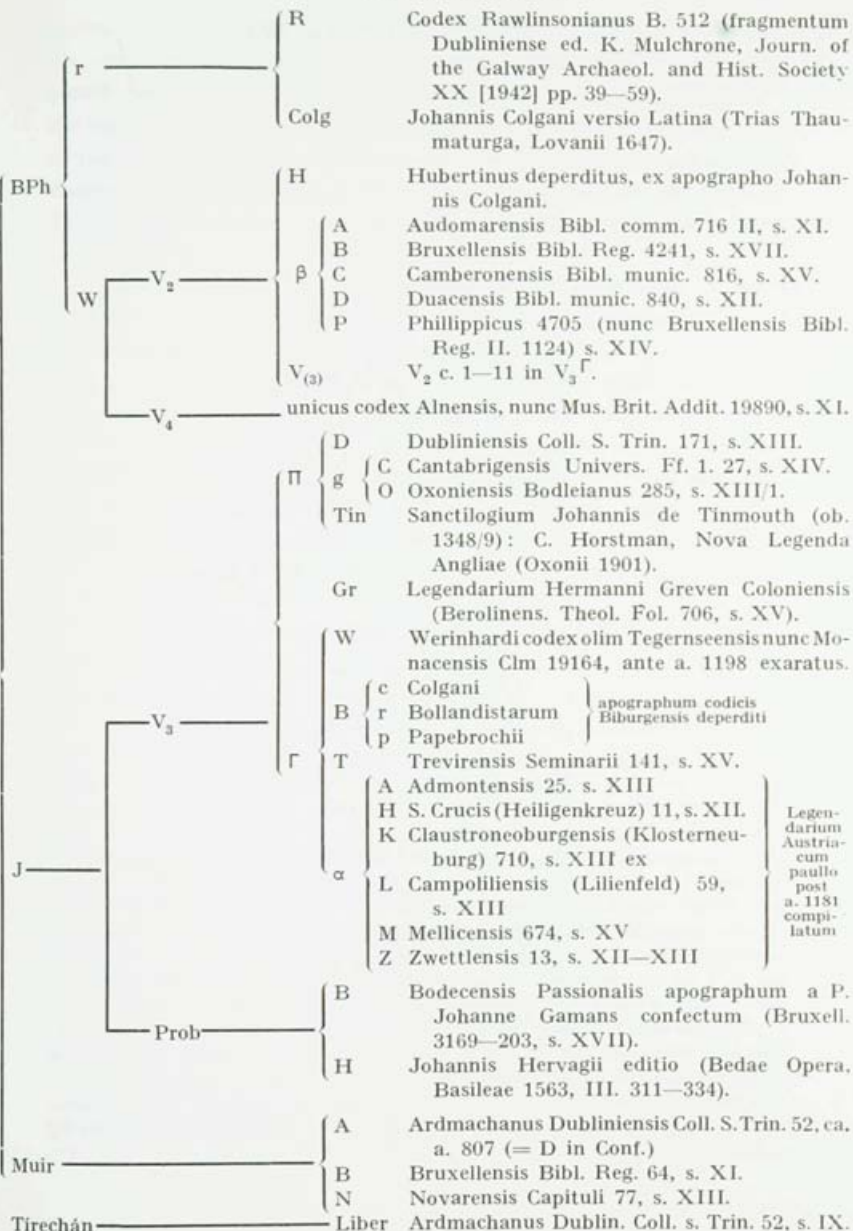 R Codex Rawlinsonianus B. 512 (fragmentum
Dubliniense ed. K. Mulchrone, Journ. of
r
the Galway Archaeol. and Hist. Society
XX [1942] pp. 39—59).
Colg Johannis Colgani versio Latina (Trias Thau-
maturga, Lovanii 1647).
BPh
H Hubertinus deperditus, ex apographo Johan-
nis Colgani.
A Audomarensis Bibl. comm. 716 II, s. XI.
B Bruxellensis Bibl. Reg. 4241, s. XVII.
V₂ β C Camberonensis Bibl. munic. 816, s. XV.
W
D Duacensis Bibl. munic. 840, s. XII.
P Phillippicus 4705 (nunc Bruxellensis Bibl.
Reg. II. 1124) s. XIV.
V₍₃₎ V₂ c. 1—11 in V₃Γ.
V₄ unicus codex Alnensis, nunc Mus. Brit. Addit. 19890, s. XI.
D Dubliniensis Coll. S. Trin. 171, s. XIII.
Π g C Cantabrigensis Univers. Ff. 1. 27, s. XIV.
O Oxoniensis Bodleianus 285, s. XIII/1.
Tin Sanctilogium Johannis de Tinmouth (ob.
1348/9): C. Horstman, Nova Legenda
Angliae (Oxonii 1901).
Gr Legendarium Hermanni Greven Coloniensis
(Berolinens. Theol. Fol. 706, s. XV).
W Werinhardi codex olim Tegernseensis nunc Mo-
nacensis Clm 19164, ante a. 1198 exaratus.
c Colgani
V₃ B r Bollandistarum apographum codicis
p Papebrochii Biburgensis deperditi
Γ T Trevirensis Seminarii 141, s. XV.
A Admontensis 25. s. XIII
H S. Crucis (Heiligenkreuz) 11, s. XII.
K Claustroneoburgensis (Klosterneu-
burg) 710, s. XIII ex
J α
L Campoliliensis (Lilienfeld) 59,
s. XIII
M Mellicensis 674, s. XV
Z Zwettlensis 13, s. XII—XIII
Legen-
darium
Austria-
cum
paullo
post
a. 1181
compi-
latum
B Bodecensis Passionalis apographum a P.
Johanne Gamans confectum (Bruxell.
Prob 3169—203, s. XVII).
H Johannis Hervagii editio (Bedae Opera,
Basileae 1563, III. 311—334).
A Ardmachanus Dubliniensis Coll. S. Trin. 52, ca.
a. 807 (= D in Conf.)
Muir
B Bruxellensis Bibl. Reg. 64, s. XI.
N Novarensis Capituli 77, s. XIII.
Tírechán Liber Ardmachanus Dublin. Coll. s. Trin. 52, s. IX.